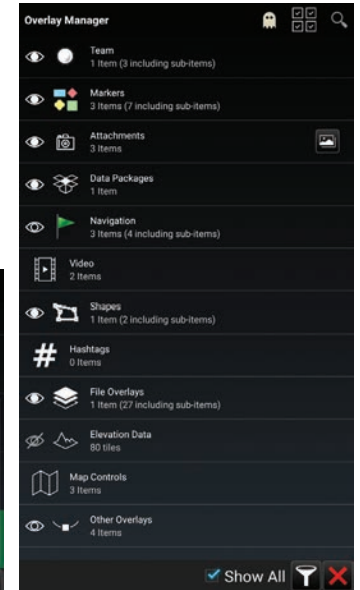 Overlay Manager
Team
1 Item (3 including sub-items)
Markers
3 Items (7 including sub-items)
Attachments
3 Items
Data Packages
1 Item
Navigation
3 Items (4 including sub-items)
Video
2 Items
Shapes
1 Item (2 including sub-items)
Hashtags
0 Items
File Overlays
1 Item (27 including sub-items)
Elevation Data
80 tiles
Map Controls
3 Items
Other Overlays
4 Items
Show All